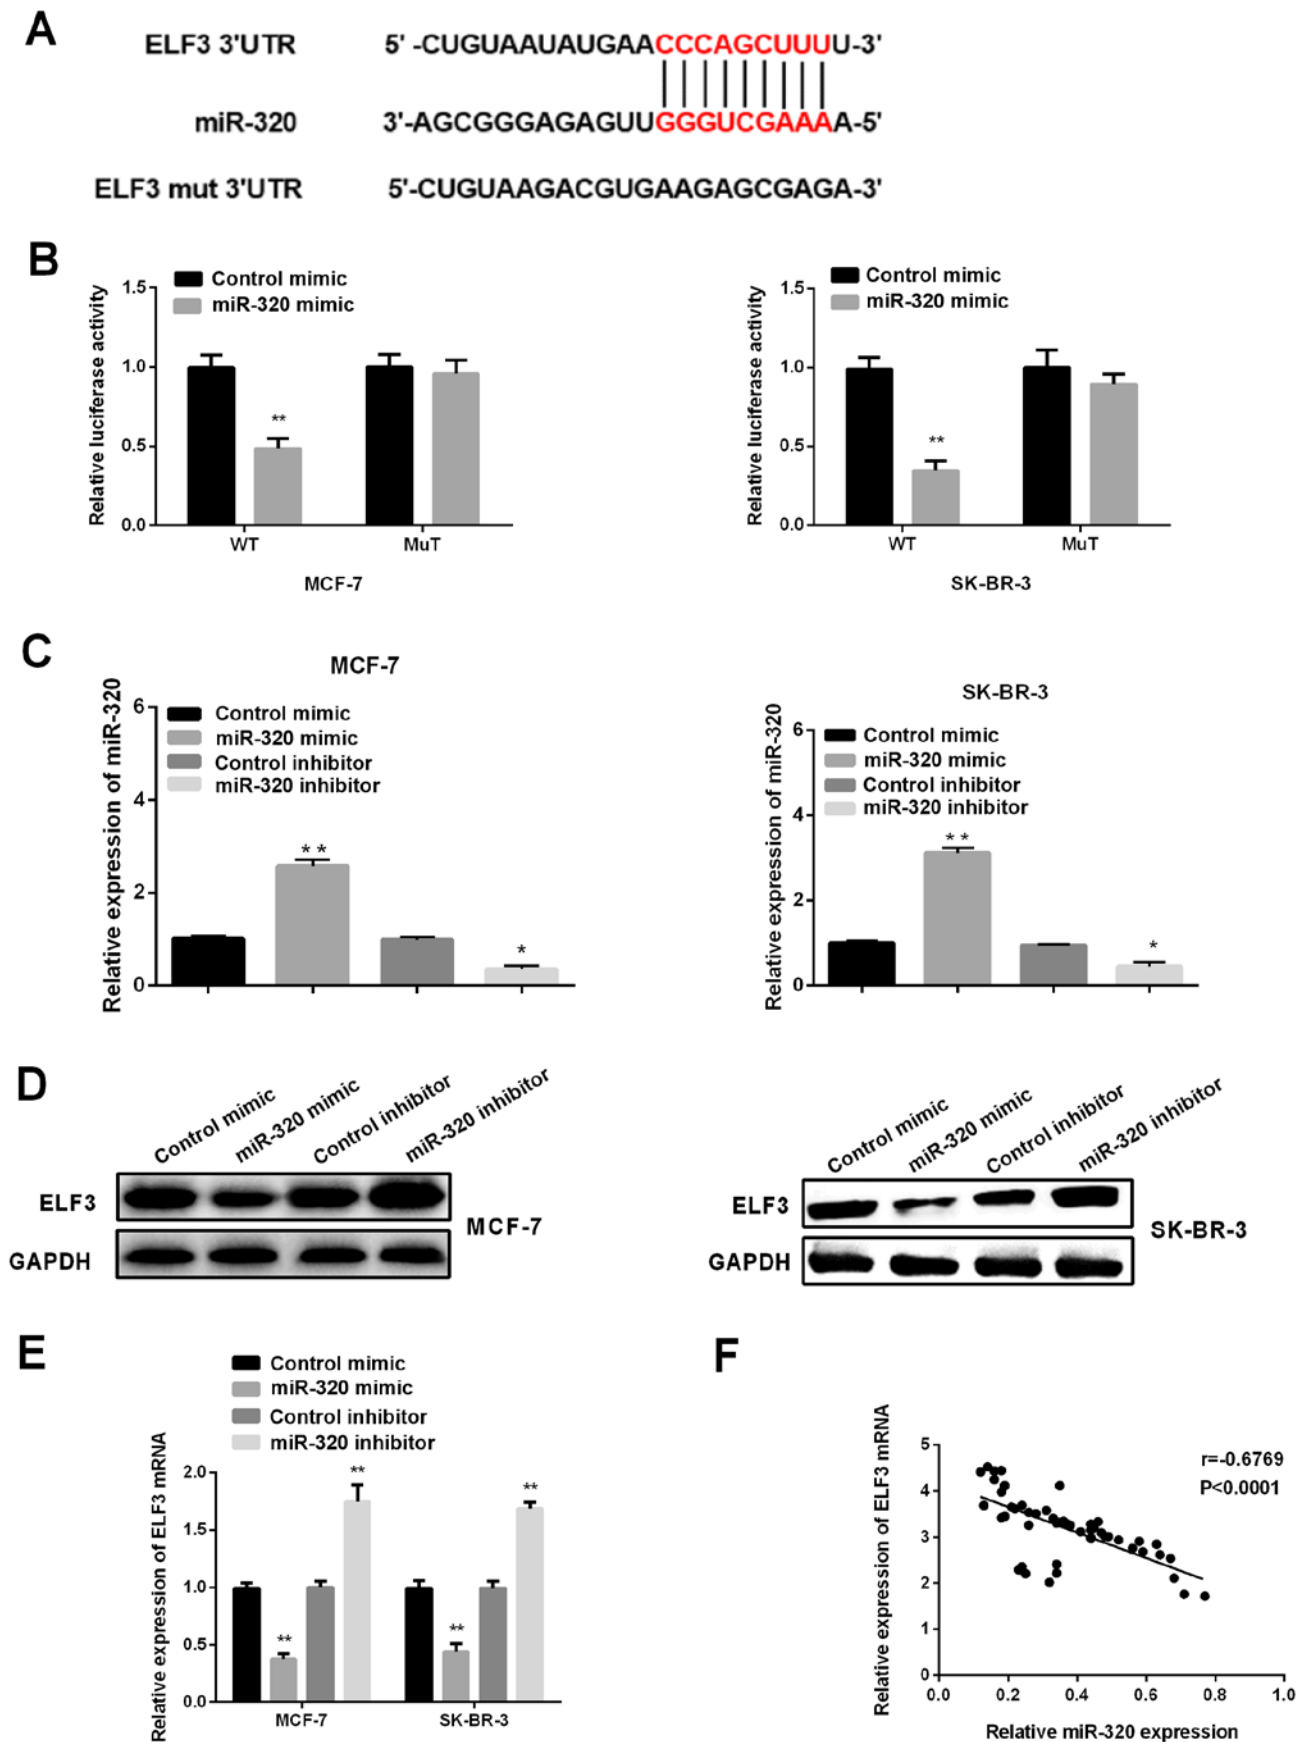 A
ELF3 3'UTR 5' -CUGUAAUAUGAACCCAGCUUUU-3'
miR-320 3'-AGCGGGAGAGUUGGGUCGAAAA-5'
ELF3 mut 3'UTR 5'-CUGUAAGACGUGAAGAGCGAGA-3'
B
Control mimic
miR-320 mimic
Relative luciferase activity
1.5
1.0
0.5
0.0
**
WT MuT
MCF-7
Control mimic
miR-320 mimic
Relative luciferase activity
1.5
1.0
0.5
0.0
**
WT MuT
SK-BR-3
C
MCF-7
Control mimic
miR-320 mimic
Control inhibitor
miR-320 inhibitor
Relative expression of miR-320
6
4
2
0
**
*
SK-BR-3
Control mimic
miR-320 mimic
Control inhibitor
miR-320 inhibitor
Relative expression of miR-320
6
4
2
0
**
*
D
Control mimic
miR-320 mimic
Control inhibitor
miR-320 inhibitor
ELF3
GAPDH
MCF-7
Control mimic
miR-320 mimic
Control inhibitor
miR-320 inhibitor
ELF3
GAPDH
SK-BR-3
E
Control mimic
miR-320 mimic
Control inhibitor
miR-320 inhibitor
Relative expression of ELF3 mRNA
2.0
1.5
1.0
0.5
0.0
**
**
**
**
MCF-7 SK-BR-3
F
Relative expression of ELF3 mRNA
5
4
3
2
1
0
r=-0.6769
P<0.0001
0.0 0.2 0.4 0.6 0.8 1.0
Relative miR-320 expression